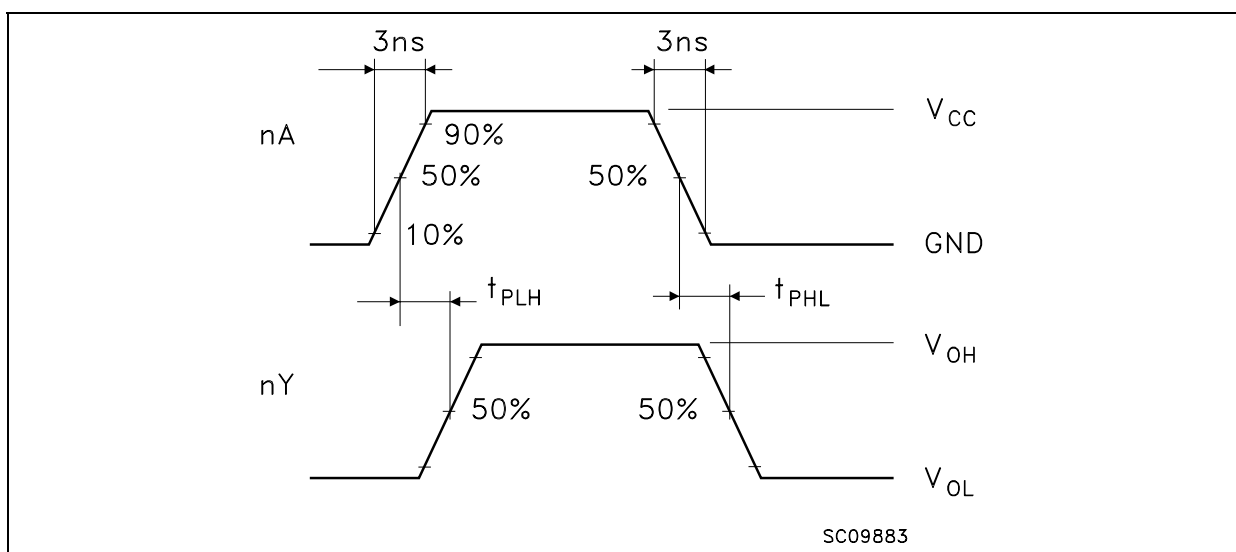 3ns 3ns
V_CC
nA
90%
50% 50%
10%
GND
t_PLH t_PHL
V_OH
nY
50% 50%
V_OL
SC09883